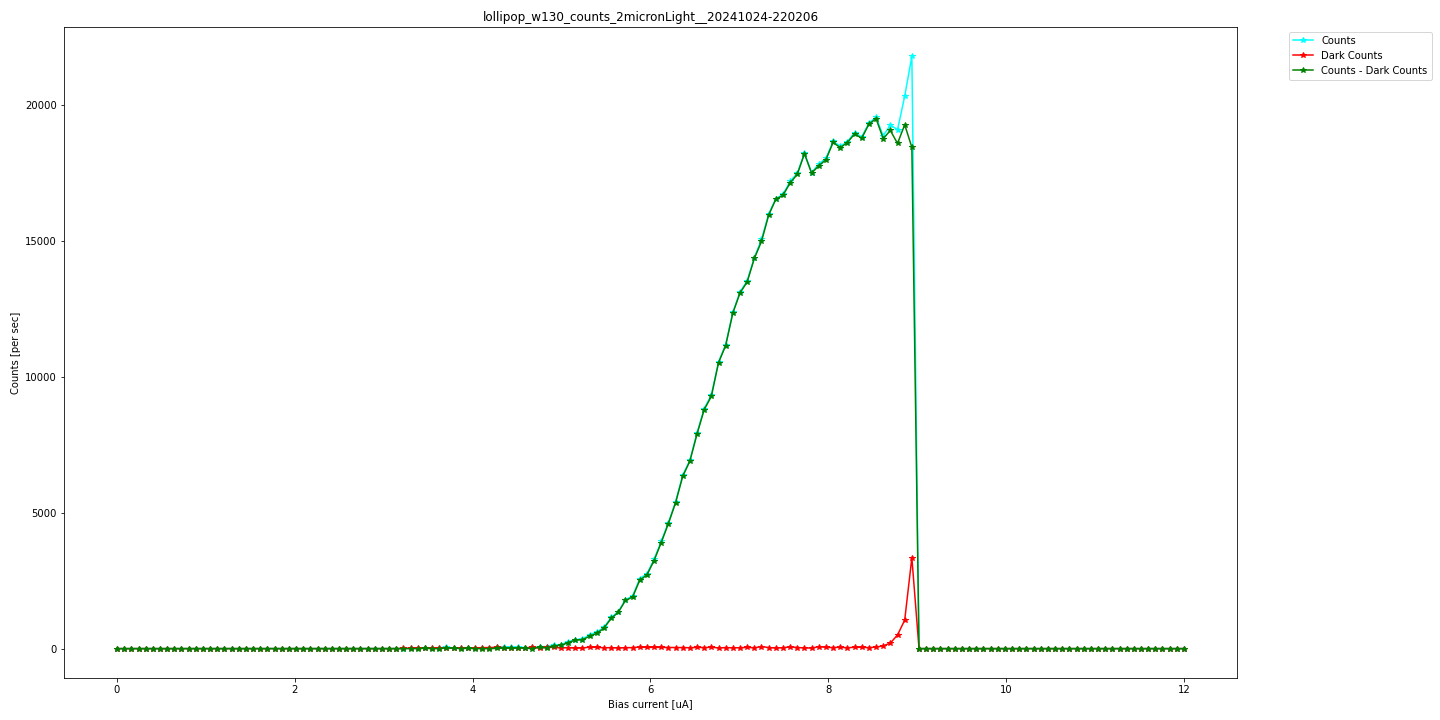 lollipop_w130_counts_2micronLight__20241024-220206
Counts
Dark Counts
Counts - Dark Counts
Counts [per sec]
20000
15000
10000
5000
0
0 2 4 6 8 10 12
Bias current [uA]